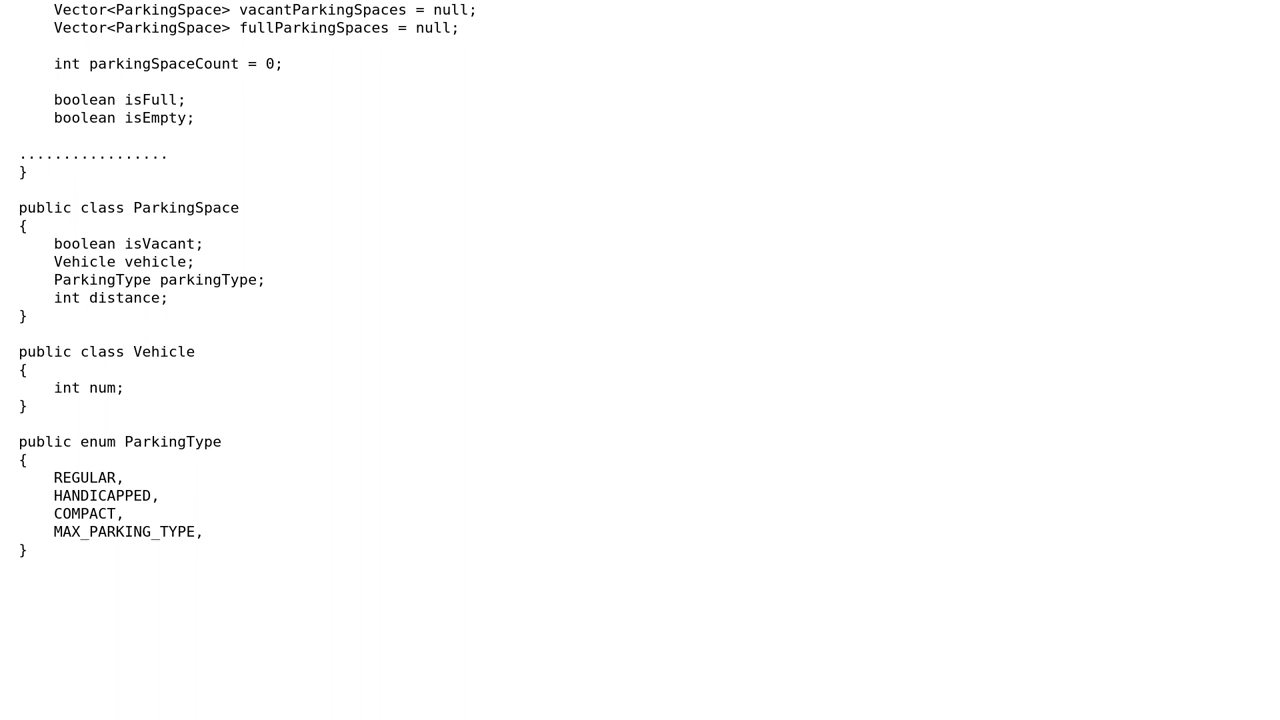 Vector<ParkingSpace> vacantParkingSpaces = null;
Vector<ParkingSpace> fullParkingSpaces = null;
int parkingSpaceCount = 0;
boolean isFull;
boolean isEmpty;
.................
}
public class ParkingSpace
{
boolean isVacant;
Vehicle vehicle;
ParkingType parkingType;
int distance;
}
public class Vehicle
{
int num;
}
public enum ParkingType
{
REGULAR,
HANDICAPPED,
COMPACT,
MAX_PARKING_TYPE,
}